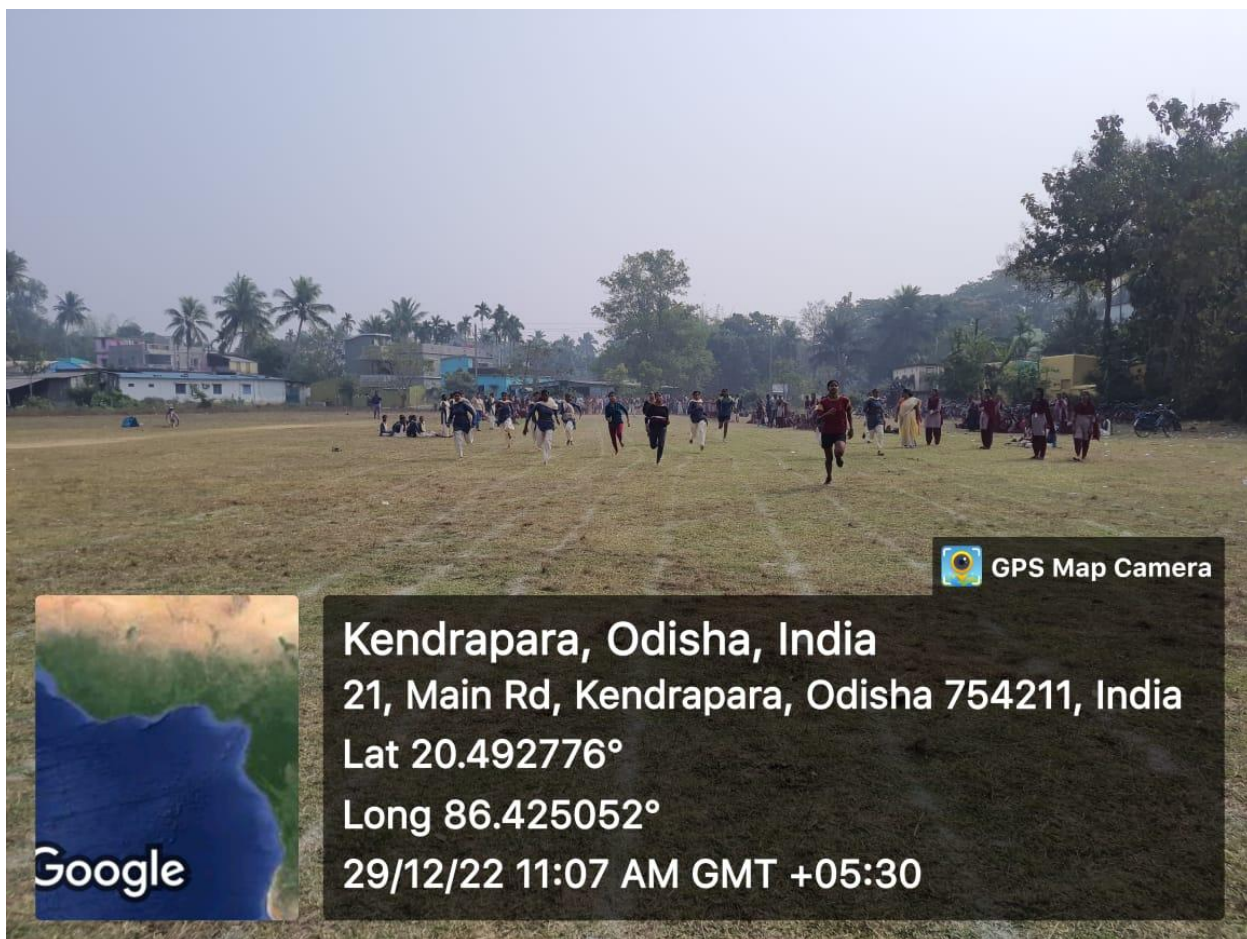 GPS Map Camera
Kendrapara, Odisha, India
21, Main Rd, Kendrapara, Odisha 754211, India
Lat 20.492776°
Long 86.425052°
29/12/22 11:07 AM GMT +05:30
Google